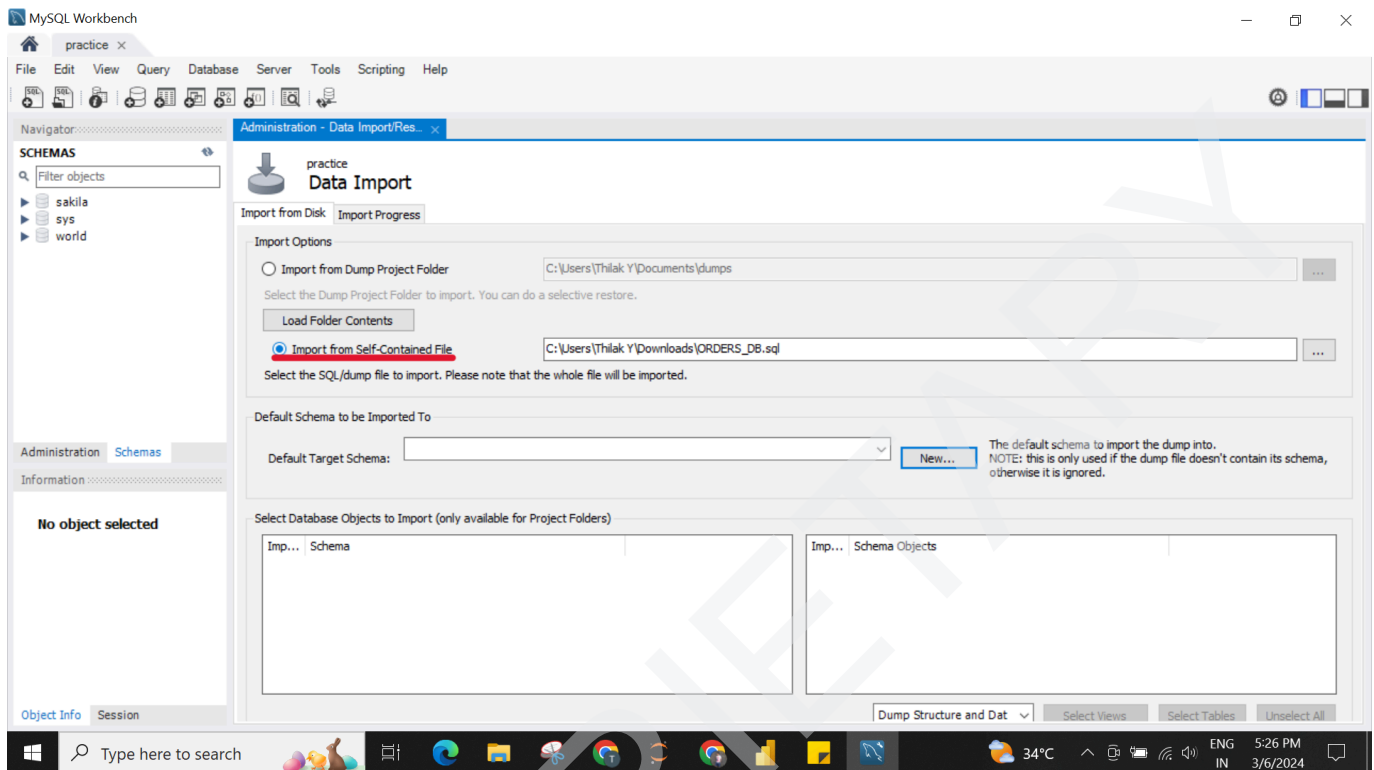 MySQL Workbench
practice
File Edit View Query Database Server Tools Scripting Help
Navigator
SCHEMAS
Filter objects
sakila
sys
world
Administration Schemas
Information
No object selected
Object Info Session
Administration - Data Import/Res...
practice
Data Import
Import from Disk Import Progress
Import Options
Import from Dump Project Folder C:\Users\Thilak Y\Documents\dumps ...
Select the Dump Project Folder to import. You can do a selective restore.
Load Folder Contents
Import from Self-Contained File C:\Users\Thilak Y\Downloads\ORDERS_DB.sql ...
Select the SQL/dump file to import. Please note that the whole file will be imported.
Default Schema to be Imported To
Default Target Schema: New...
The default schema to import the dump into.
NOTE: this is only used if the dump file doesn't contain its schema,
otherwise it is ignored.
Select Database Objects to Import (only available for Project Folders)
Imp... Schema Imp... Schema Objects
Dump Structure and Dat Select Views Select Tables Unselect All
Type here to search 34°C ENG 5:26 PM
IN 3/6/2024